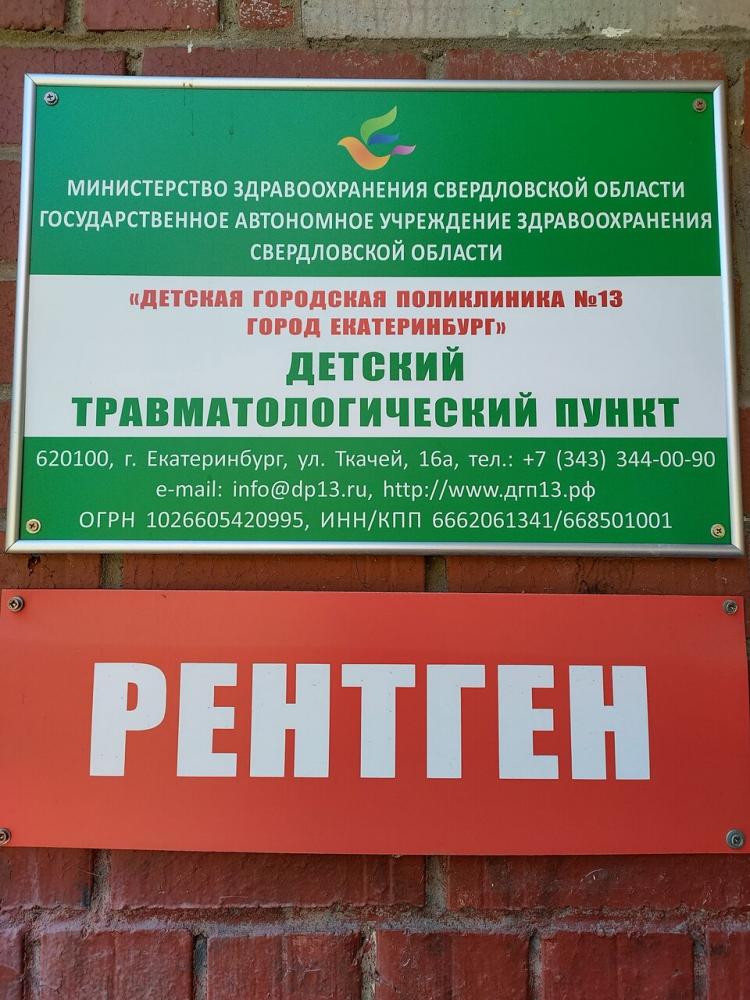 МИНИСТЕРСТВО ЗДРАВООХРАНЕНИЯ СВЕРДЛОВСКОЙ ОБЛАСТИ
ГОСУДАРСТВЕННОЕ АВТОНОМНОЕ УЧРЕЖДЕНИЕ ЗДРАВООХРАНЕНИЯ
СВЕРДЛОВСКОЙ ОБЛАСТИ
«ДЕТСКАЯ ГОРОДСКАЯ ПОЛИКЛИНИКА №13
ГОРОД ЕКАТЕРИНБУРГ»
ДЕТСКИЙ
ТРАВМАТОЛОГИЧЕСКИЙ ПУНКТ
620100, г. Екатеринбург, ул. Ткачей, 16а, тел.: +7 (343) 344-00-90
e-mail: info@dp13.ru, http://www.дгп13.рф
ОГРН 1026605420995, ИНН/КПП 6662061341/668501001
РЕНТГЕН